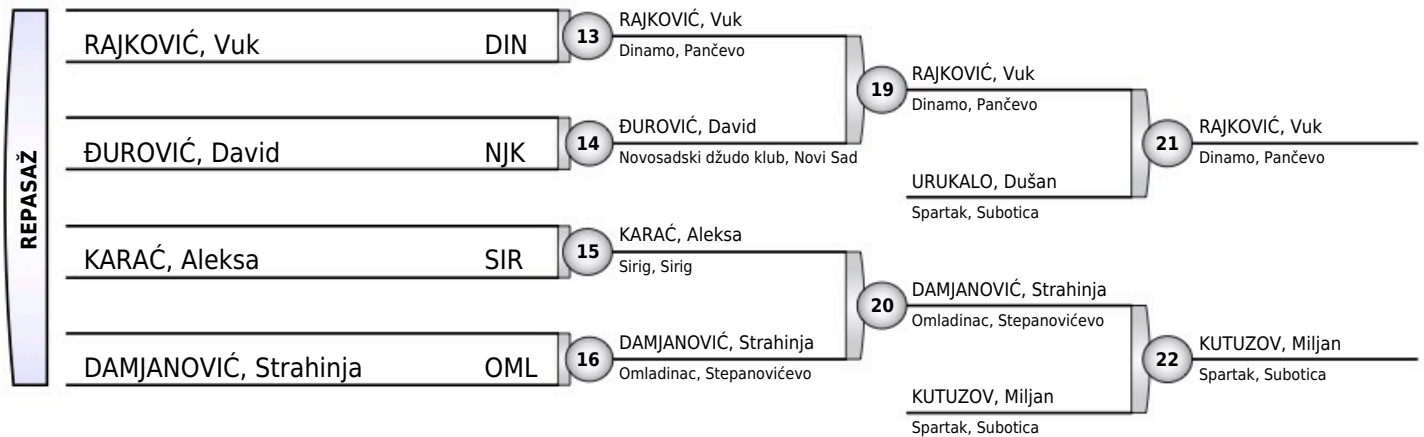 REPASAŽ
RAJKOVIĆ, Vuk DIN
ĐUROVIĆ, David NJK
KARAĆ, Aleksa SIR
DAMJANOVIĆ, Strahinja OML
13
RAJKOVIĆ, Vuk
Dinamo, Pančevo
14
ĐUROVIĆ, David
Novosadski džudo klub, Novi Sad
15
KARAĆ, Aleksa
Sirig, Sirig
16
DAMJANOVIĆ, Strahinja
Omladinac, Stepanovićevo
19
RAJKOVIĆ, Vuk
Dinamo, Pančevo
URUKALO, Dušan
Spartak, Subotica
20
DAMJANOVIĆ, Strahinja
Omladinac, Stepanovićevo
KUTUZOV, Miljan
Spartak, Subotica
21
RAJKOVIĆ, Vuk
Dinamo, Pančevo
22
KUTUZOV, Miljan
Spartak, Subotica